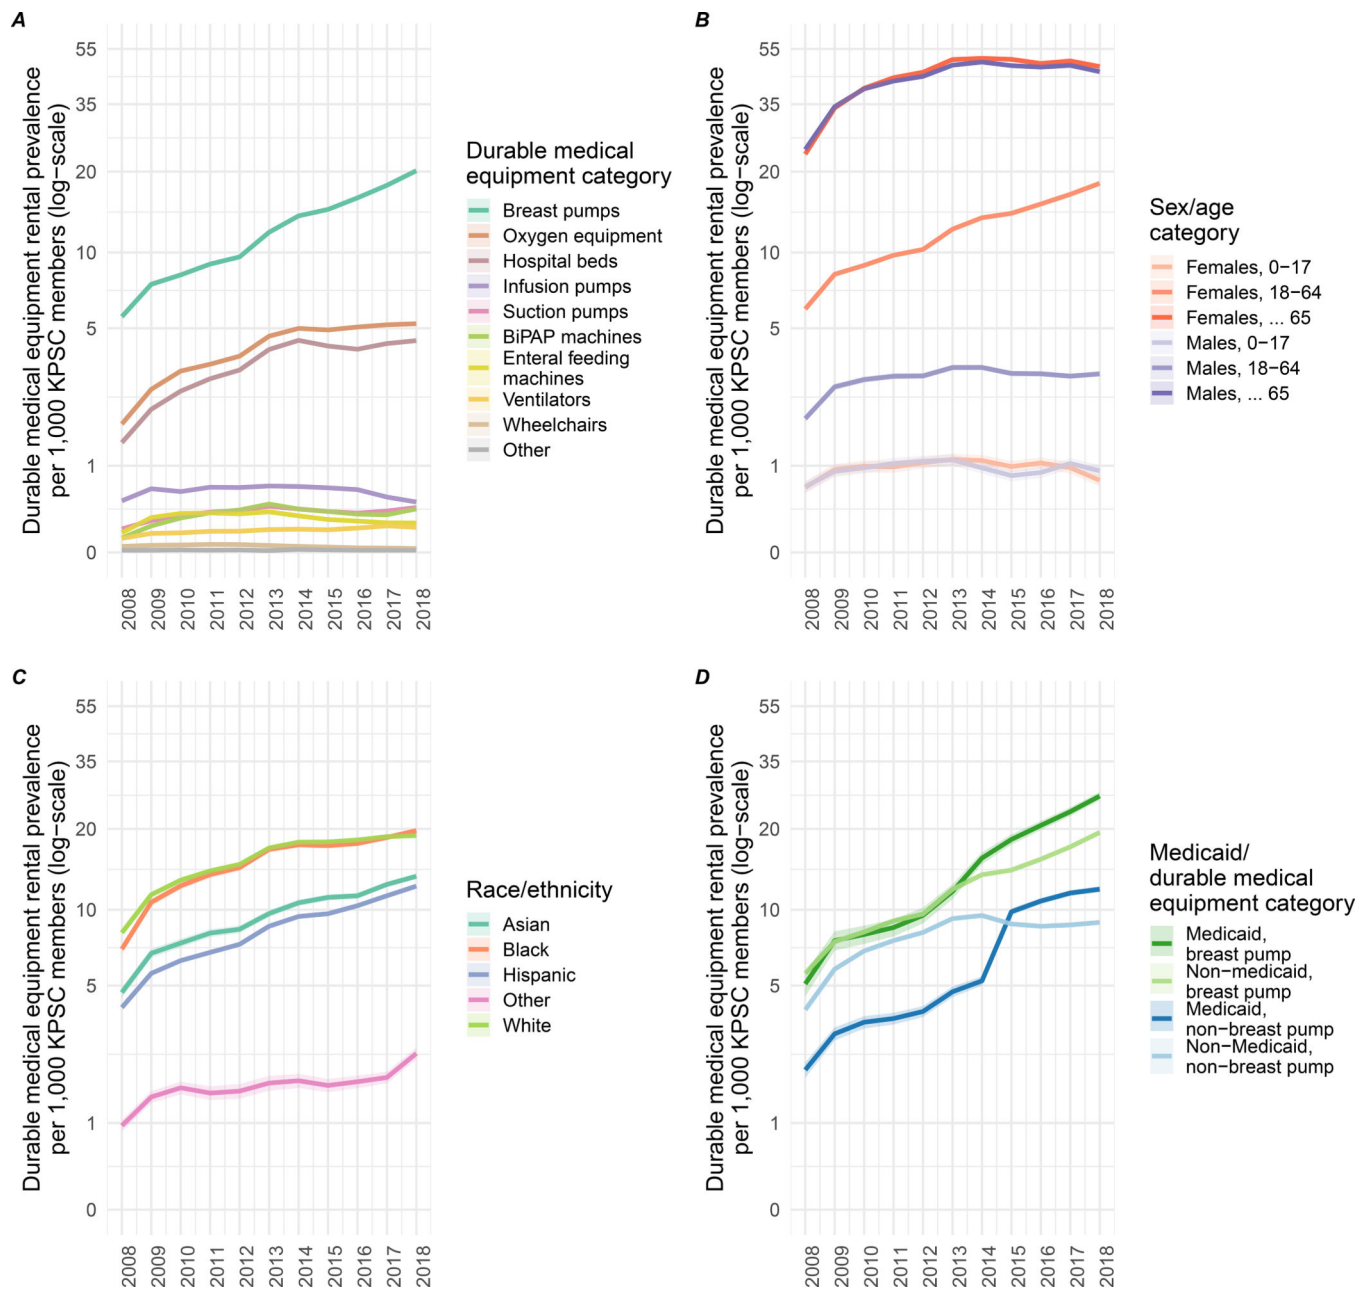 A
Durable medical equipment rental prevalence
per 1,000 KPSC members (log−scale)
55
35
20
10
5
1
0
2008
2009
2010
2011
2012
2013
2014
2015
2016
2017
2018
Durable medical
equipment category
Breast pumps
Oxygen equipment
Hospital beds
Infusion pumps
Suction pumps
BiPAP machines
Enteral feeding
machines
Ventilators
Wheelchairs
Other
B
Durable medical equipment rental prevalence
per 1,000 KPSC members (log−scale)
55
35
20
10
5
1
0
2008
2009
2010
2011
2012
2013
2014
2015
2016
2017
2018
Sex/age
category
Females, 0−17
Females, 18−64
Females, ... 65
Males, 0−17
Males, 18−64
Males, ... 65
C
Durable medical equipment rental prevalence
per 1,000 KPSC members (log−scale)
55
35
20
10
5
1
0
2008
2009
2010
2011
2012
2013
2014
2015
2016
2017
2018
Race/ethnicity
Asian
Black
Hispanic
Other
White
D
Durable medical equipment rental prevalence
per 1,000 KPSC members (log−scale)
55
35
20
10
5
1
0
2008
2009
2010
2011
2012
2013
2014
2015
2016
2017
2018
Medicaid/
durable medical
equipment category
Medicaid,
breast pump
Non−medicaid,
breast pump
Medicaid,
non−breast pump
Non−Medicaid,
non−breast pump